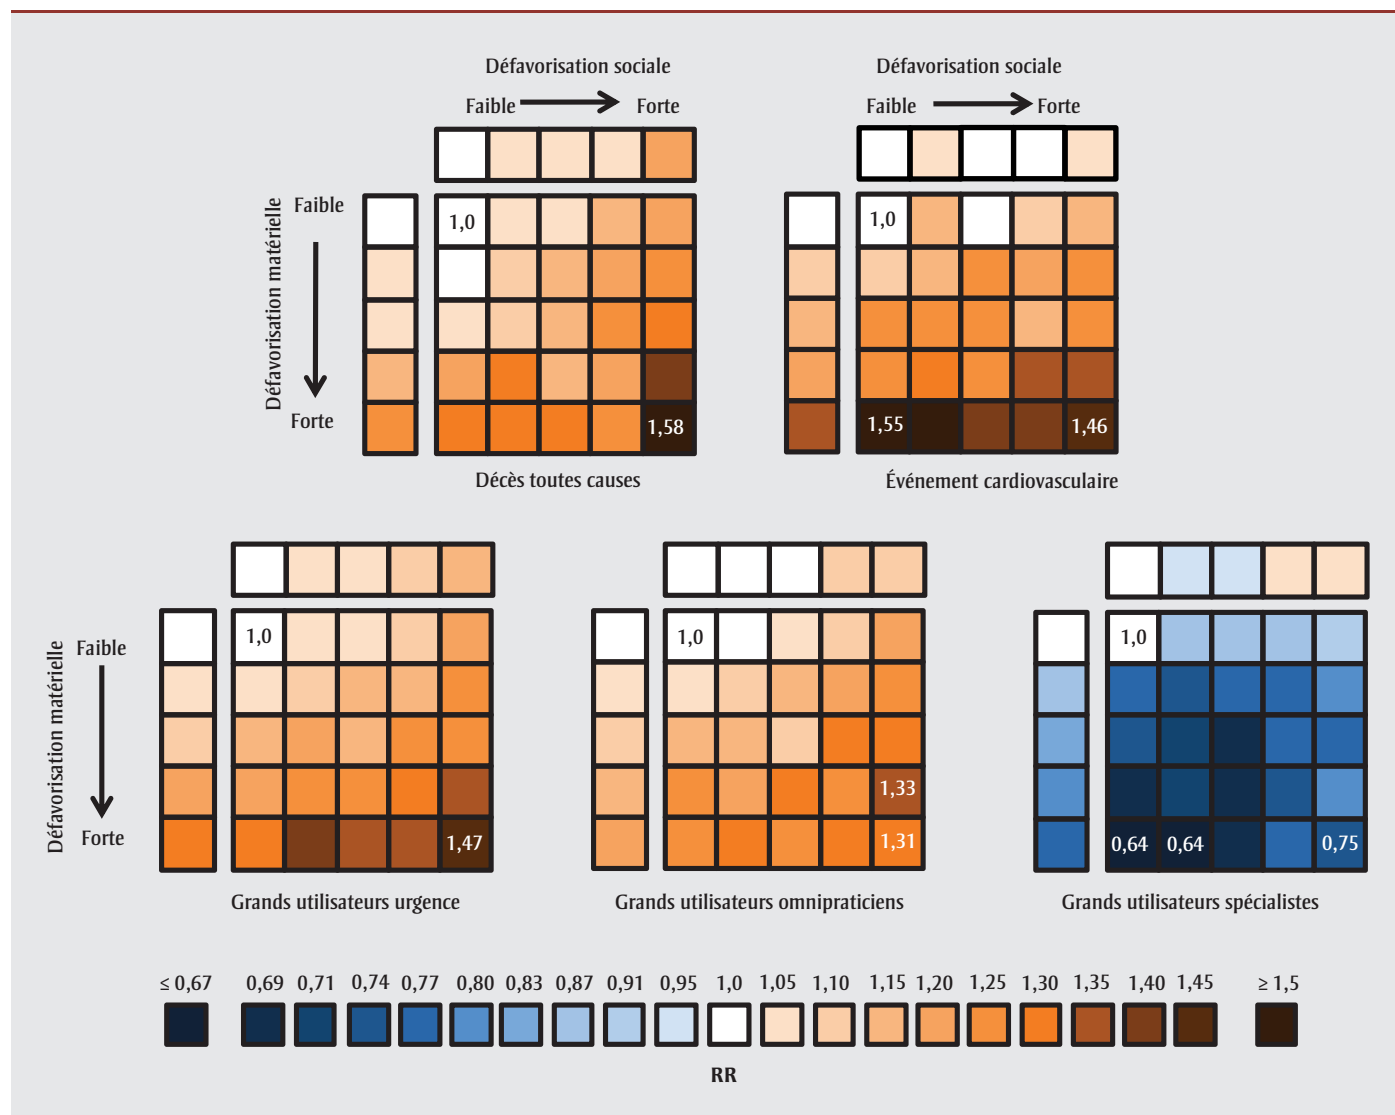 Défavorisation sociale
Faible Forte
Défavorisation sociale
Faible Forte
Défavorisation matérielle
Faible
Forte
1,0
1,58
Décès toutes causes
1,0
1,55 1,46
Événement cardiovasculaire
Défavorisation matérielle
Faible
Forte
1,0
1,47
Grands utilisateurs urgence
1,0
1,33
1,31
Grands utilisateurs omnipraticiens
1,0
0,64 0,64 0,75
Grands utilisateurs spécialistes
≤ 0,67 0,69 0,71 0,74 0,77 0,80 0,83 0,87 0,91 0,95 1,0 1,05 1,10 1,15 1,20 1,25 1,30 1,35 1,40 1,45 ≥ 1,5
RR